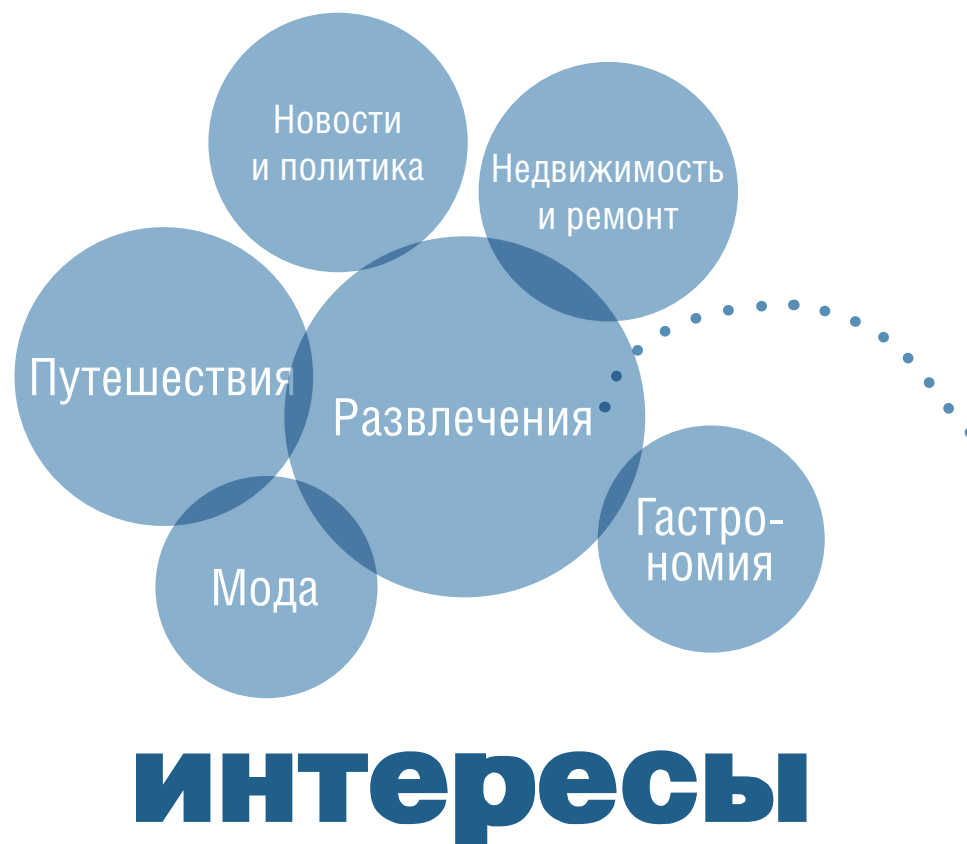 Новости
и политика
Недвижимость
и ремонт
Путешествия
Развлечения
Гастро-
номия
Мода
интересы